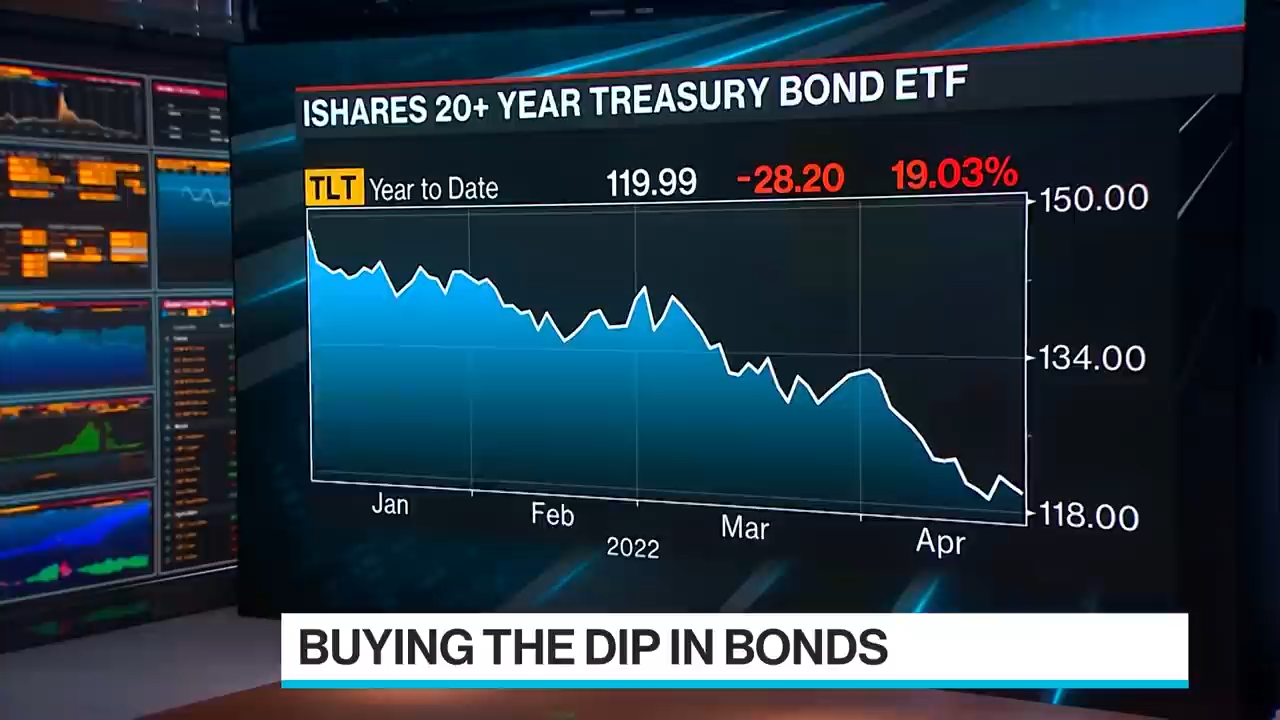 ISHARES 20+ YEAR TREASURY BOND ETF
TLT Year to Date 119.99 -28.20 19.03%
150.00
134.00
118.00
Jan Feb Mar Apr
2022
BUYING THE DIP IN BONDS